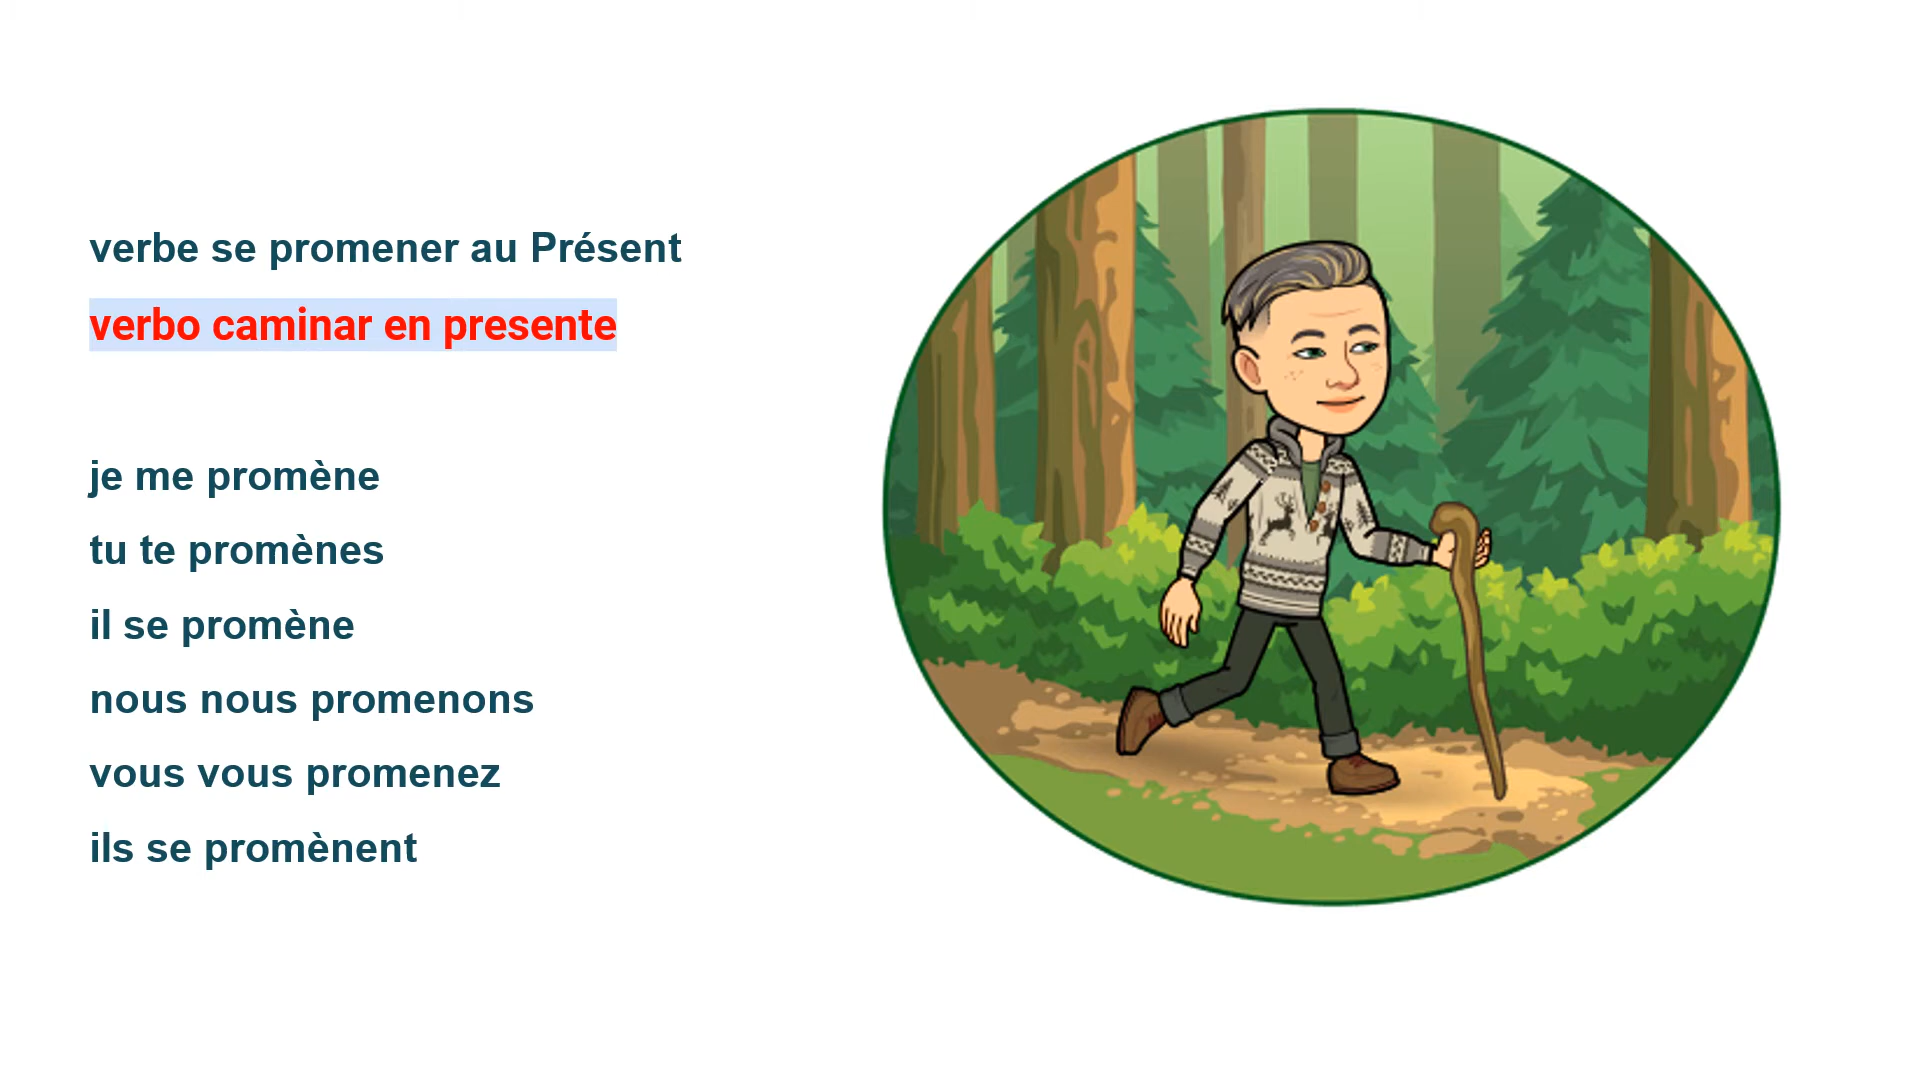 verbe se promener au Présent
verbo caminar en presente
je me promène
tu te promènes
il se promène
nous nous promenons
vous vous promenez
ils se promènent